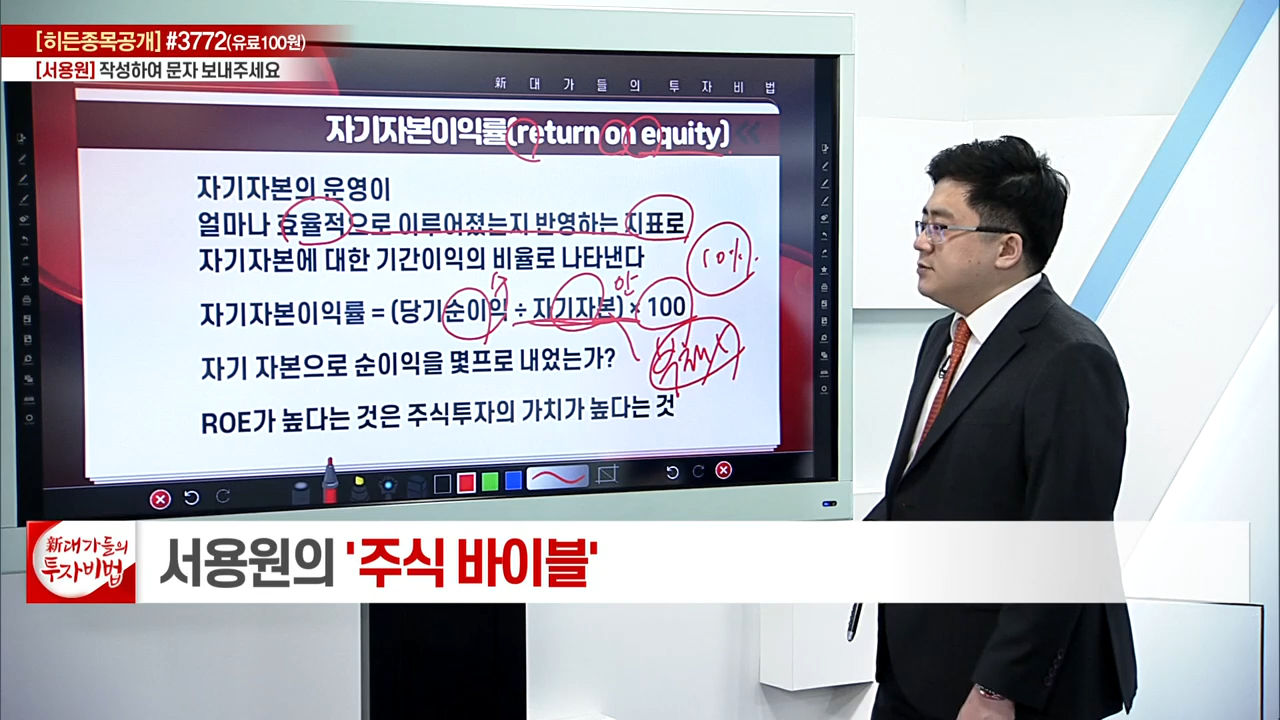 [히든종목공개] #3772(유료100원)
[서용원] 작성하여 문자 보내주세요
新 대 가 들 의 투 자 비 법
자기자본이익률(return on equity)
자기자본의 운영이
얼마나 효율적으로 이루어졌는지 반영하는 지표로
자기자본에 대한 기간이익의 비율로 나타낸다
10%.
자기자본이익률 = (당기순이익 ÷ 자기자본) × 100
자기 자본으로 순이익을 몇프로 내었는가?
ROE가 높다는 것은 주식투자의 가치가 높다는 것
新대가들의
투자비법
서용원의 '주식 바이블'